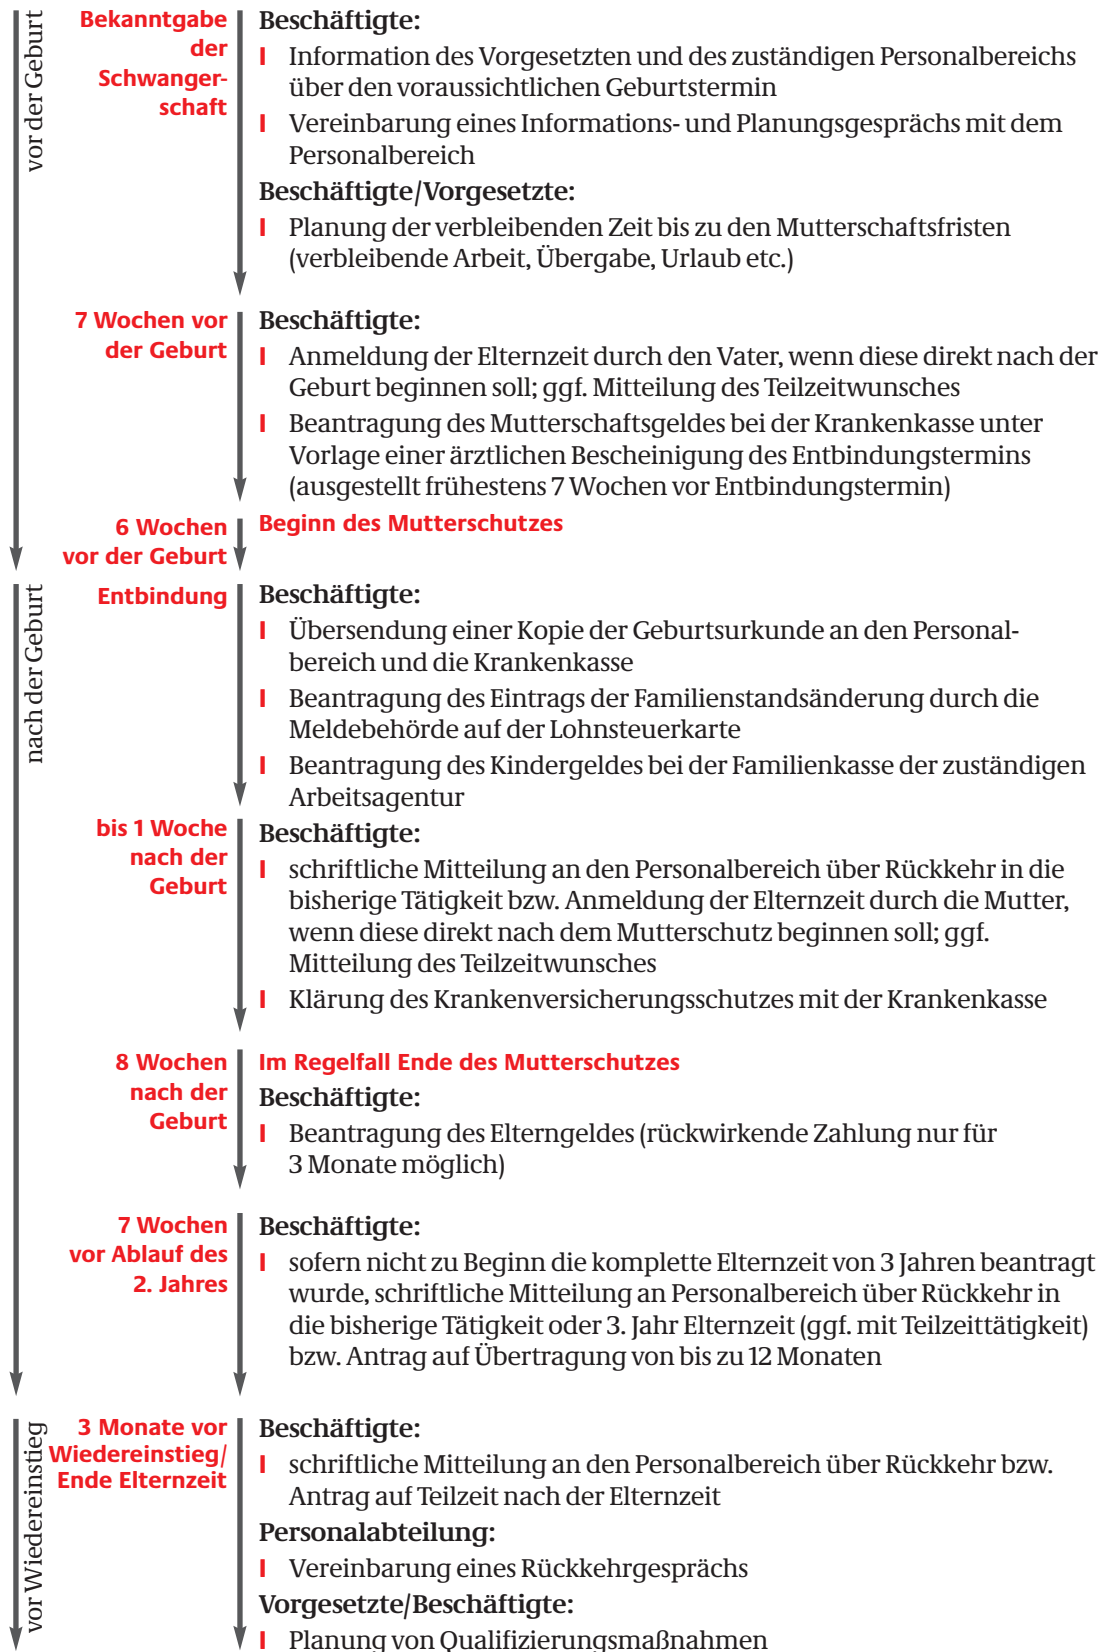 vor der Geburt
Bekanntgabe
der
Schwanger-
schaft
Beschäftigte:
Information des Vorgesetzten und des zuständigen Personalbereichs
über den voraussichtlichen Geburtstermin
Vereinbarung eines Informations- und Planungsgesprächs mit dem
Personalbereich
Beschäftigte/Vorgesetzte:
Planung der verbleibenden Zeit bis zu den Mutterschaftsfristen
(verbleibende Arbeit, Übergabe, Urlaub etc.)
7 Wochen vor
der Geburt
Beschäftigte:
Anmeldung der Elternzeit durch den Vater, wenn diese direkt nach der
Geburt beginnen soll; ggf. Mitteilung des Teilzeitwunsches
Beantragung des Mutterschaftsgeldes bei der Krankenkasse unter
Vorlage einer ärztlichen Bescheinigung des Entbindungstermins
(ausgestellt frühestens 7 Wochen vor Entbindungstermin)
6 Wochen
vor der Geburt
Beginn des Mutterschutzes
nach der Geburt
Entbindung
Beschäftigte:
Übersendung einer Kopie der Geburtsurkunde an den Personal-
bereich und die Krankenkasse
Beantragung des Eintrags der Familienstandsänderung durch die
Meldebehörde auf der Lohnsteuerkarte
Beantragung des Kindergeldes bei der Familienkasse der zuständigen
Arbeitsagentur
bis 1 Woche
nach der
Geburt
Beschäftigte:
schriftliche Mitteilung an den Personalbereich über Rückkehr in die
bisherige Tätigkeit bzw. Anmeldung der Elternzeit durch die Mutter,
wenn diese direkt nach dem Mutterschutz beginnen soll; ggf.
Mitteilung des Teilzeitwunsches
Klärung des Krankenversicherungsschutzes mit der Krankenkasse
8 Wochen
nach der
Geburt
Im Regelfall Ende des Mutterschutzes
Beschäftigte:
Beantragung des Elterngeldes (rückwirkende Zahlung nur für
3 Monate möglich)
7 Wochen
vor Ablauf des
2. Jahres
Beschäftigte:
sofern nicht zu Beginn die komplette Elternzeit von 3 Jahren beantragt
wurde, schriftliche Mitteilung an Personalbereich über Rückkehr in
die bisherige Tätigkeit oder 3. Jahr Elternzeit (ggf. mit Teilzeittätigkeit)
bzw. Antrag auf Übertragung von bis zu 12 Monaten
vor Wiedereinstieg
3 Monate vor
Wiedereinstieg/
Ende Elternzeit
Beschäftigte:
schriftliche Mitteilung an den Personalbereich über Rückkehr bzw.
Antrag auf Teilzeit nach der Elternzeit
Personalabteilung:
Vereinbarung eines Rückkehrgesprächs
Vorgesetzte/Beschäftigte:
Planung von Qualifizierungsmaßnahmen